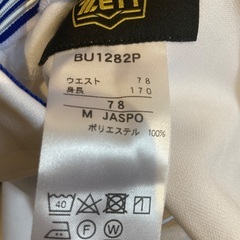 ZETT
BU1282P
ウエスト 78
身長 170
78
M JASPO
ポリエステル 100%
40
P
F W